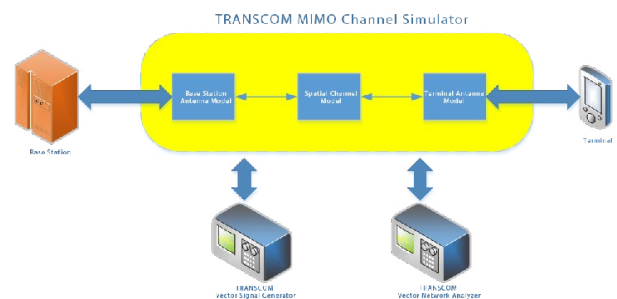 TRANSCOM MIMO Channel Simulator
Base Station
Antenna Model
Spatial Channel
Model
Terminal Antenna
Model
Base Station
Terminal
TRANSCOM
Vector Signal Generator
TRANSCOM
Vector Network Analyzer